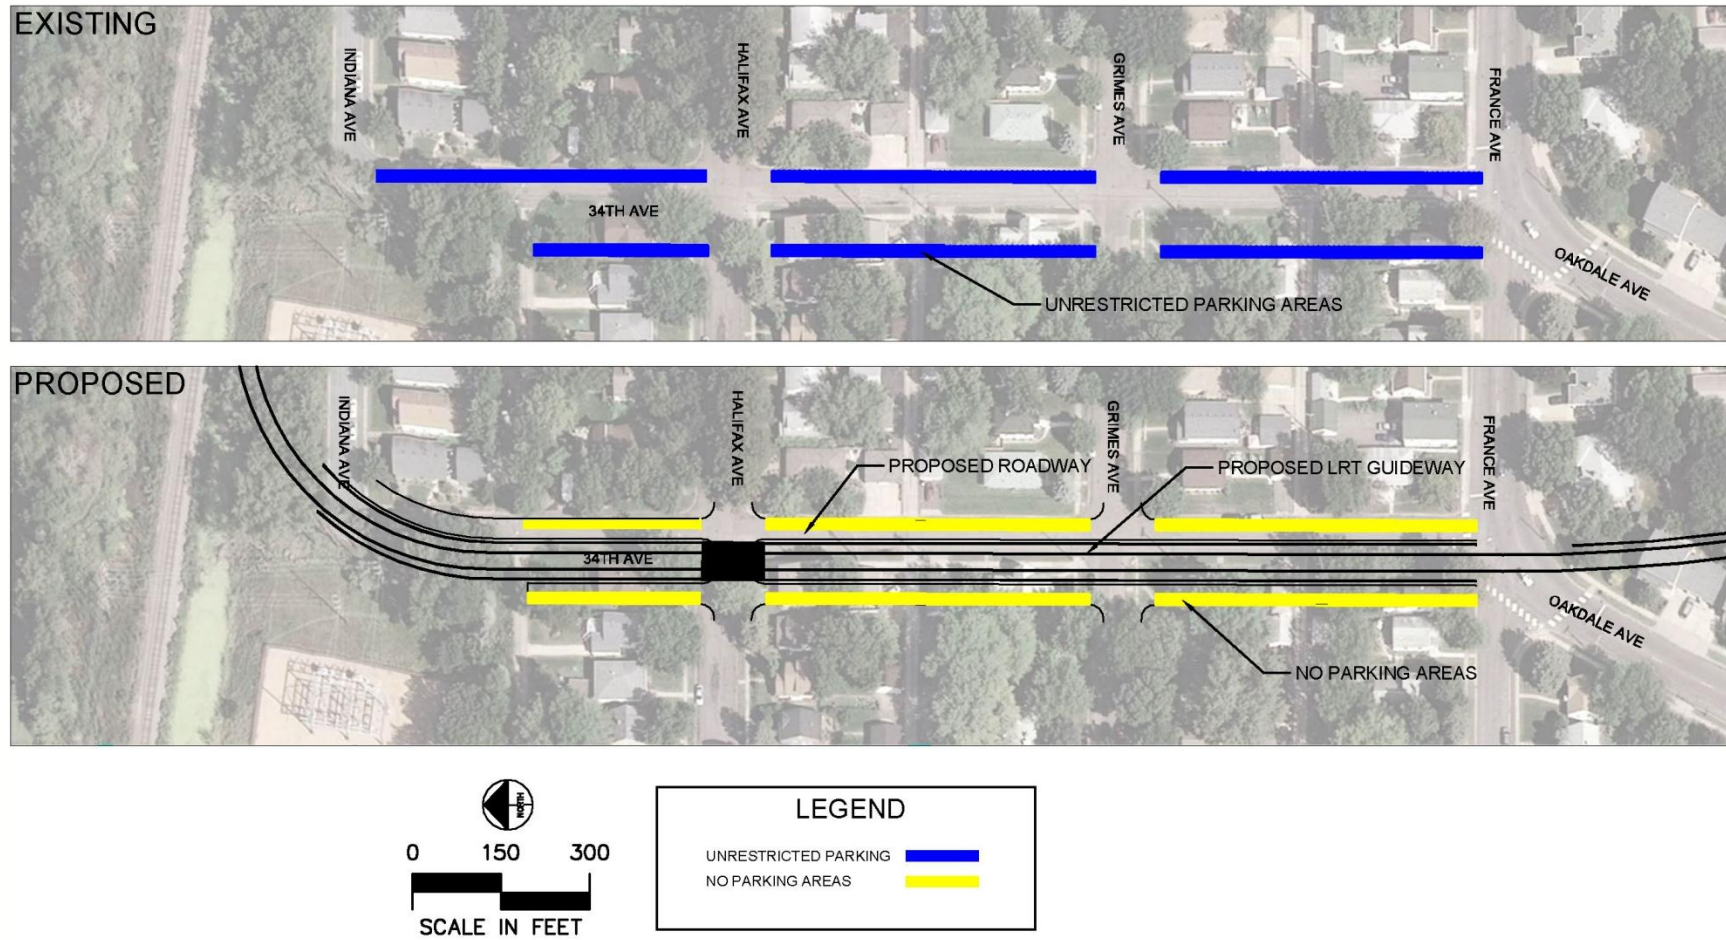 EXISTING
INDIANA AVE
HALIFAX AVE
GRIMES AVE
FRANCE AVE
34TH AVE
OAKDALE AVE
UNRESTRICTED PARKING AREAS
PROPOSED
INDIANA AVE
HALIFAX AVE
GRIMES AVE
FRANCE AVE
PROPOSED ROADWAY
PROPOSED LRT GUIDEWAY
34TH AVE
OAKDALE AVE
NO PARKING AREAS
NORTH
0 150 300
SCALE IN FEET
LEGEND
UNRESTRICTED PARKING
NO PARKING AREAS